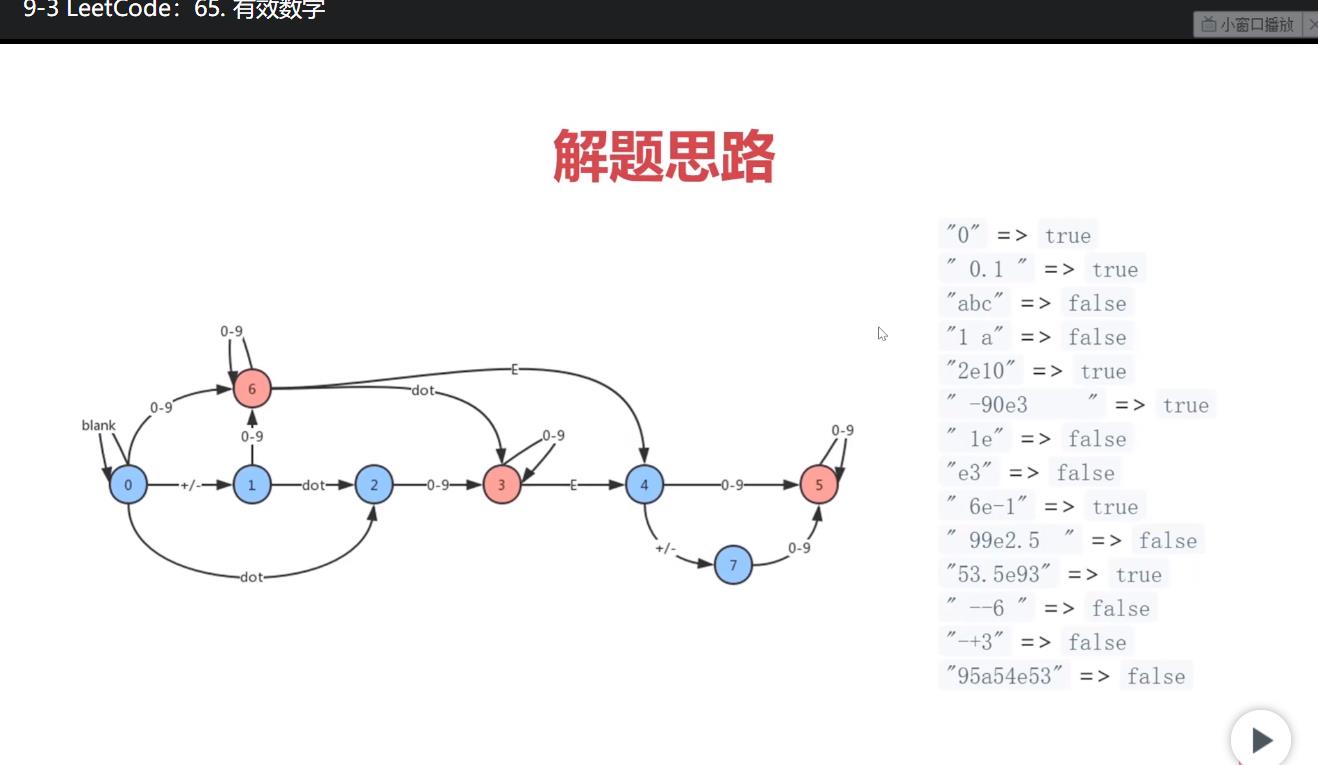 9-3 LeetCode：65. 有效数字
小窗口播放
解题思路
"0" => true
" 0.1 " => true
"abc" => false
"1 a" => false
"2e10" => true
" -90e3     " => true
" 1e" => false
"e3" => false
" 6e-1" => true
" 99e2.5  " => false
"53.5e93" => true
" --6 " => false
"-+3" => false
"95a54e53" => false
0-9
E
6
dot
0-9
blank
0-9
0-9
0-9
0
+/-
1
dot
2
0-9
3
E
4
0-9
5
+/-
0-9
7
dot